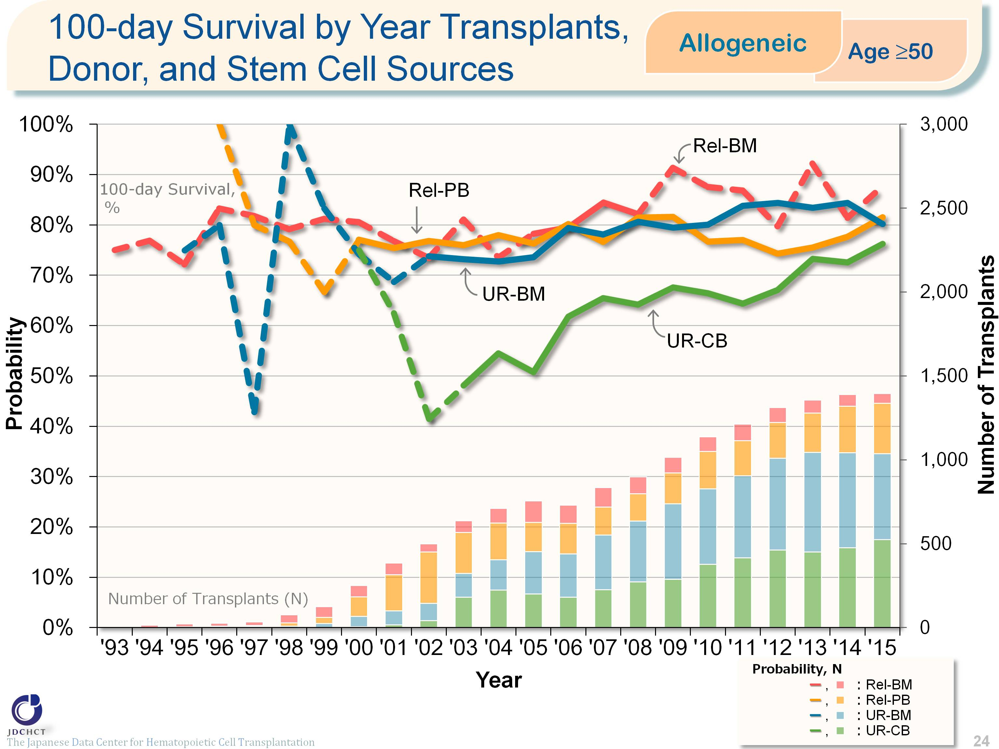 100-day Survival by Year Transplants,
Donor, and Stem Cell Sources
Allogeneic
Age ≥50
100%
90%
80%
70%
60%
50%
40%
30%
20%
10%
0%
Probability
3,000
2,500
2,000
1,500
1,000
500
0
Number of Transplants
100-day Survival,
%
Rel-BM
Rel-PB
UR-BM
UR-CB
Number of Transplants (N)
'93 '94 '95 '96 '97 '98 '99 '00 '01 '02 '03 '04 '05 '06 '07 '08 '09 '10 '11 '12 '13 '14 '15
Year
Probability, N
, : Rel-BM
, : Rel-PB
, : UR-BM
, : UR-CB
JDCHCT
The Japanese Data Center for Hematopoietic Cell Transplantation
24